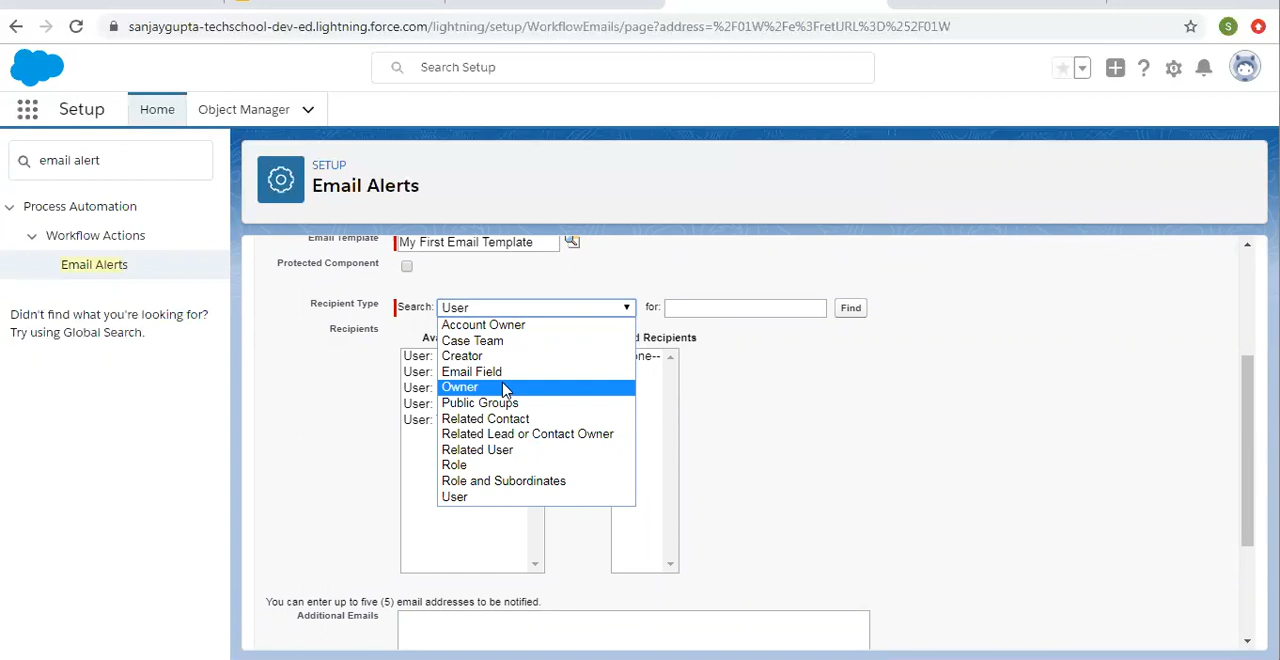 sanjaygupta-techschool-dev-ed.lightning.force.com/lightning/setup/WorkflowEmails/page?address=%2F01W%2Fe%3FretURL%3D%252F01W
S
Search Setup
Setup
Home
Object Manager
email alert
Process Automation
Workflow Actions
Email Alerts
Didn't find what you're looking for?
Try using Global Search.
SETUP
Email Alerts
Email Template
My First Email Template
Protected Component
Recipient Type
Search: User
for:
Find
Recipients
Recipients
Account Owner
Case Team
Creator
Email Field
Owner
Public Groups
Related Contact
Related Lead or Contact Owner
Related User
Role
Role and Subordinates
User
User:
User:
User:
User:
User:
You can enter up to five (5) email addresses to be notified.
Additional Emails